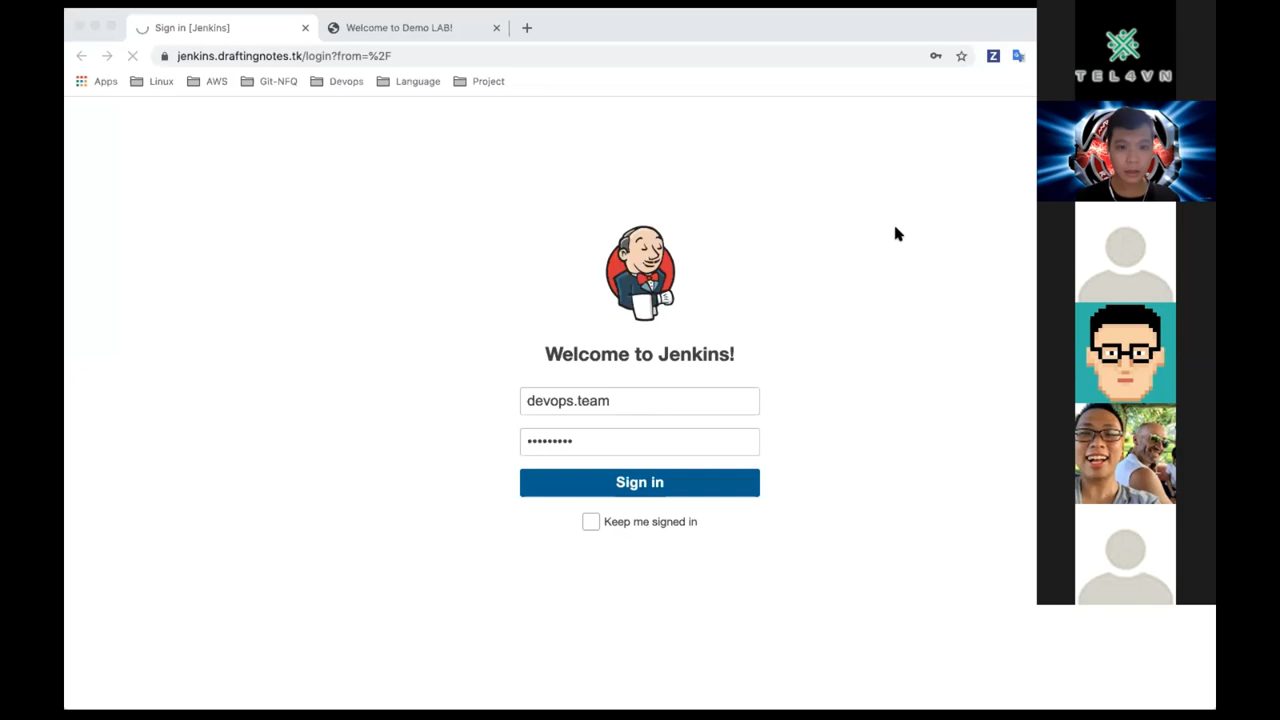 Sign in [Jenkins]
Welcome to Demo LAB!
jenkins.draftingnotes.tk/login?from=%2F
Apps
Linux
AWS
Git-NFQ
Devops
Language
Project
Z
TEL4VN
Welcome to Jenkins!
devops.team
•••••••••
Sign in
Keep me signed in